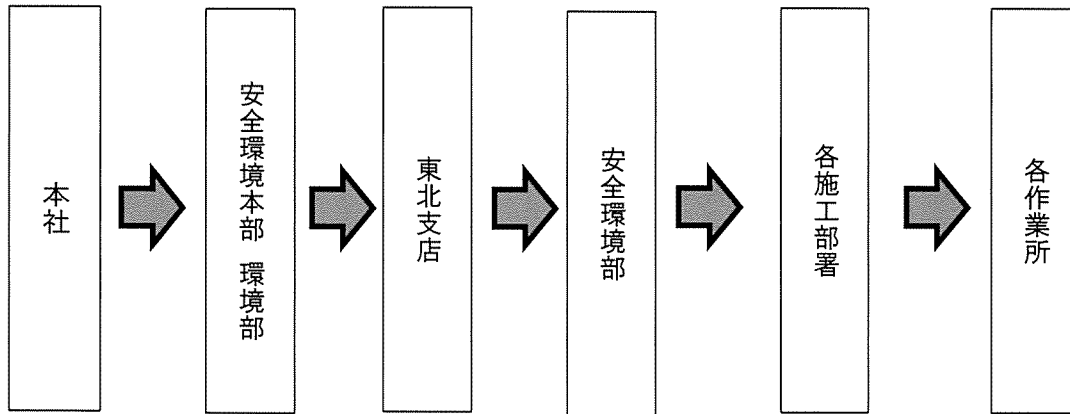 本社
安全環境本部 環境部
東北支店
安全環境部
各施工部署
各作業所